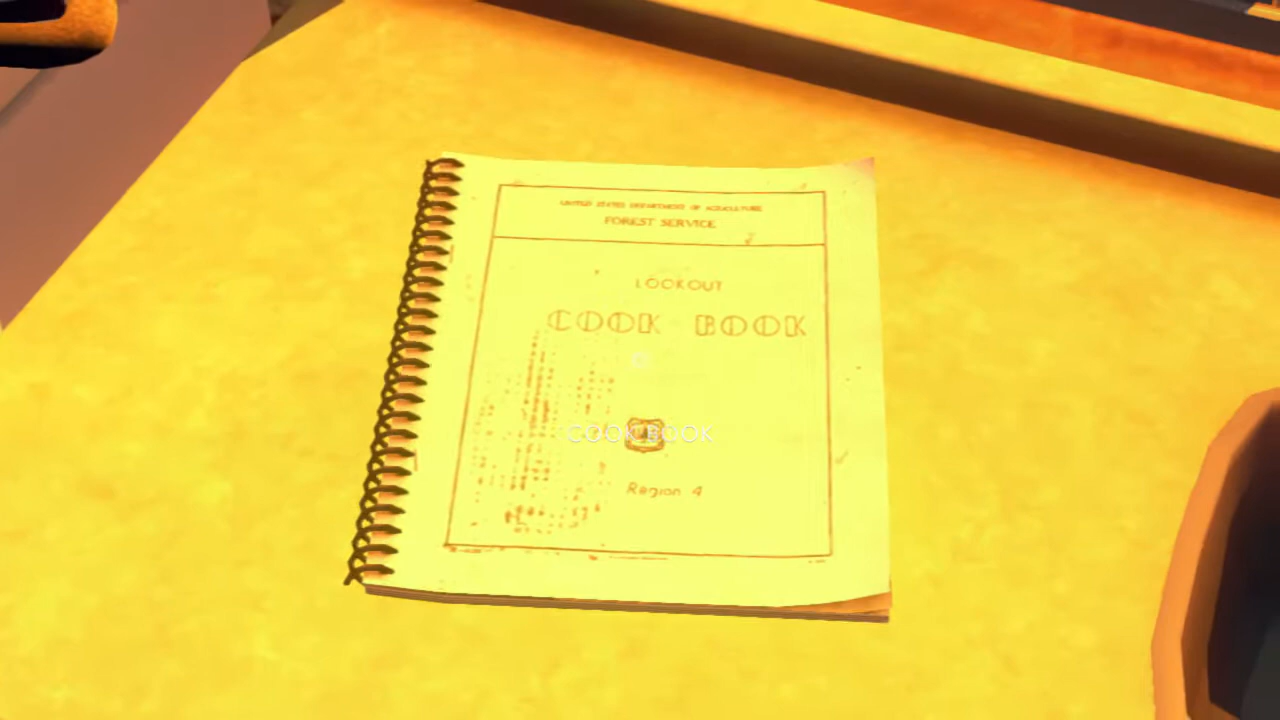 UNITED STATES DEPARTMENT OF AGRICULTURE
FOREST SERVICE
LOOKOUT
COOK BOOK
COOK BOOK
Region 4